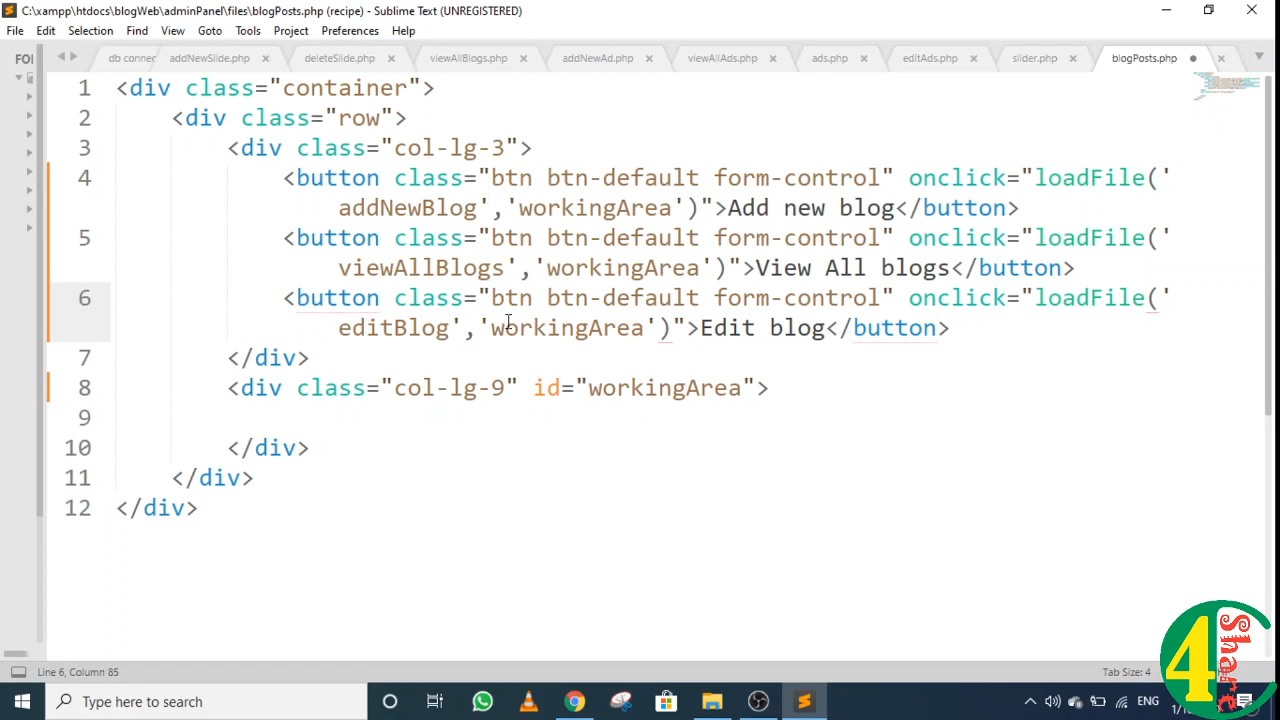 C:\xampp\htdocs\blogWeb\adminPanel\files\blogPosts.php (recipe) - Sublime Text (UNREGISTERED)
File Edit Selection Find View Goto Tools Project Preferences Help
FOI
db connec addNewSlide.php deleteSlide.php viewAllBlogs.php addNewAd.php viewAllAds.php ads.php editAds.php slider.php blogPosts.php
1 <div class="container">
2 <div class="row">
3 <div class="col-lg-3">
4 <button class="btn btn-default form-control" onclick="loadFile('
addNewBlog','workingArea')">Add new blog</button>
5 <button class="btn btn-default form-control" onclick="loadFile('
viewAllBlogs','workingArea')">View All blogs</button>
6 <button class="btn btn-default form-control" onclick="loadFile('
editBlog','workingArea')">Edit blog</button>
7 </div>
8 <div class="col-lg-9" id="workingArea">
9
10 </div>
11 </div>
12 </div>
Line 6, Column 85
Tab Size: 4
4 Share
Type here to search
ENG